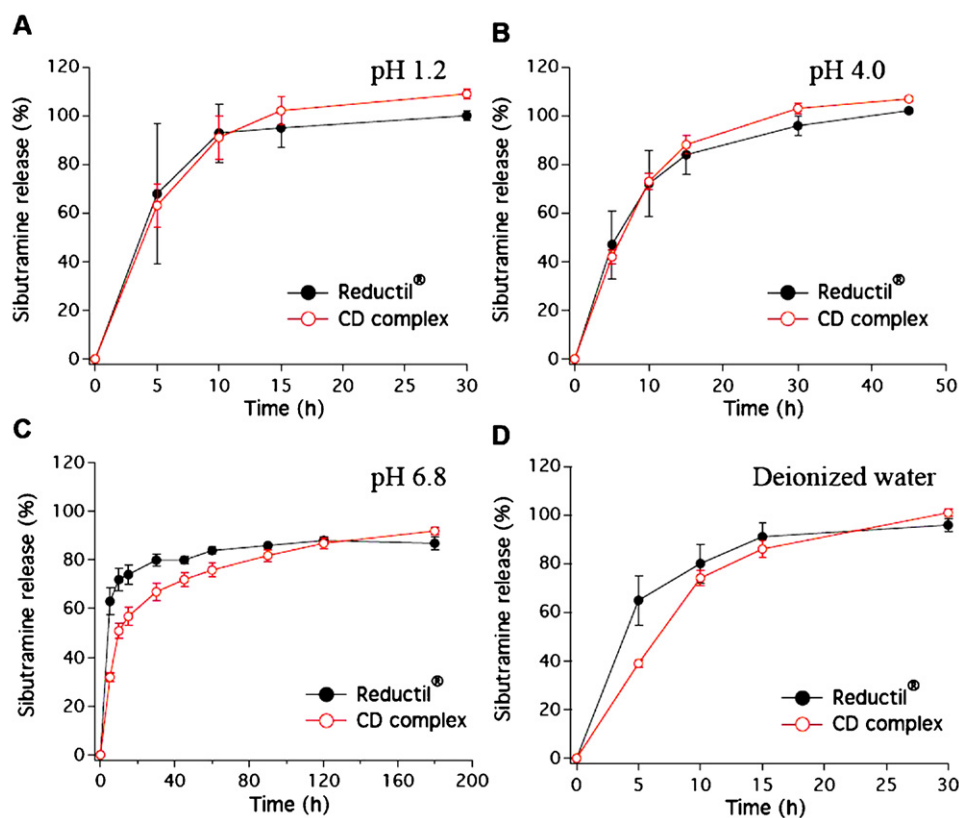 A
pH 1.2
Sibutramine release (%)
120
100
80
60
40
20
0
Reductil®
CD complex
0 5 10 15 20 25 30
Time (h)
B
pH 4.0
Sibutramine release (%)
120
100
80
60
40
20
0
Reductil®
CD complex
0 10 20 30 40 50
Time (h)
C
pH 6.8
Sibutramine release (%)
120
100
80
60
40
20
0
Reductil®
CD complex
0 40 80 120 160 200
Time (h)
D
Deionized water
Sibutramine release (%)
120
100
80
60
40
20
0
Reductil®
CD complex
0 5 10 15 20 25 30
Time (h)